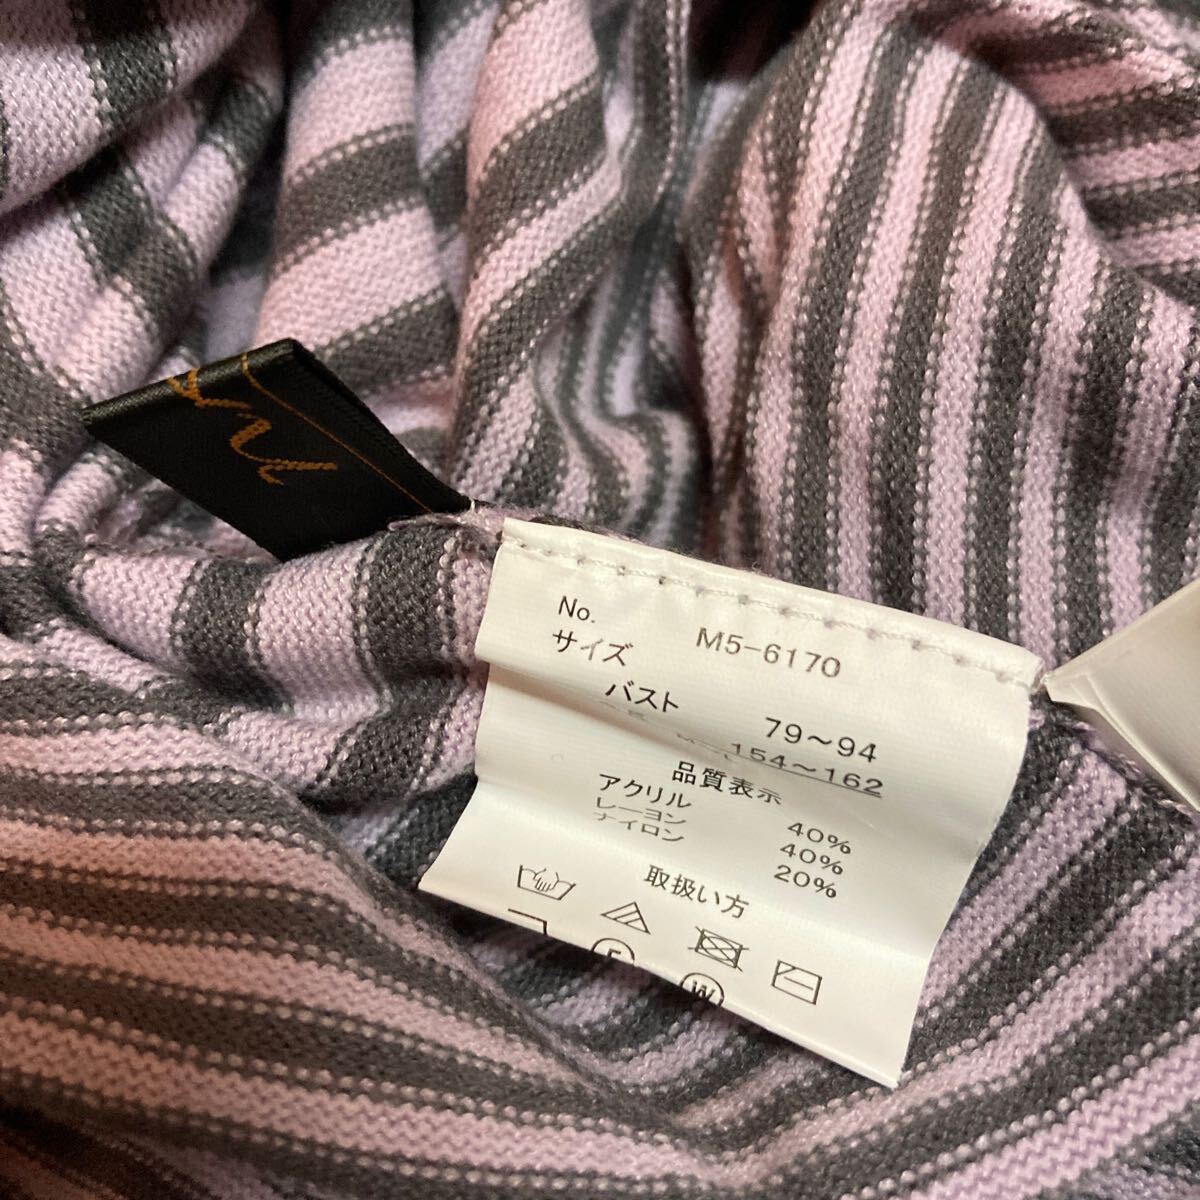 No. M5-6170
サイズ
バスト 79～94
154～162
品質表示
アクリル 40%
レーヨン 40%
ナイロン 20%
取扱い方
F
W